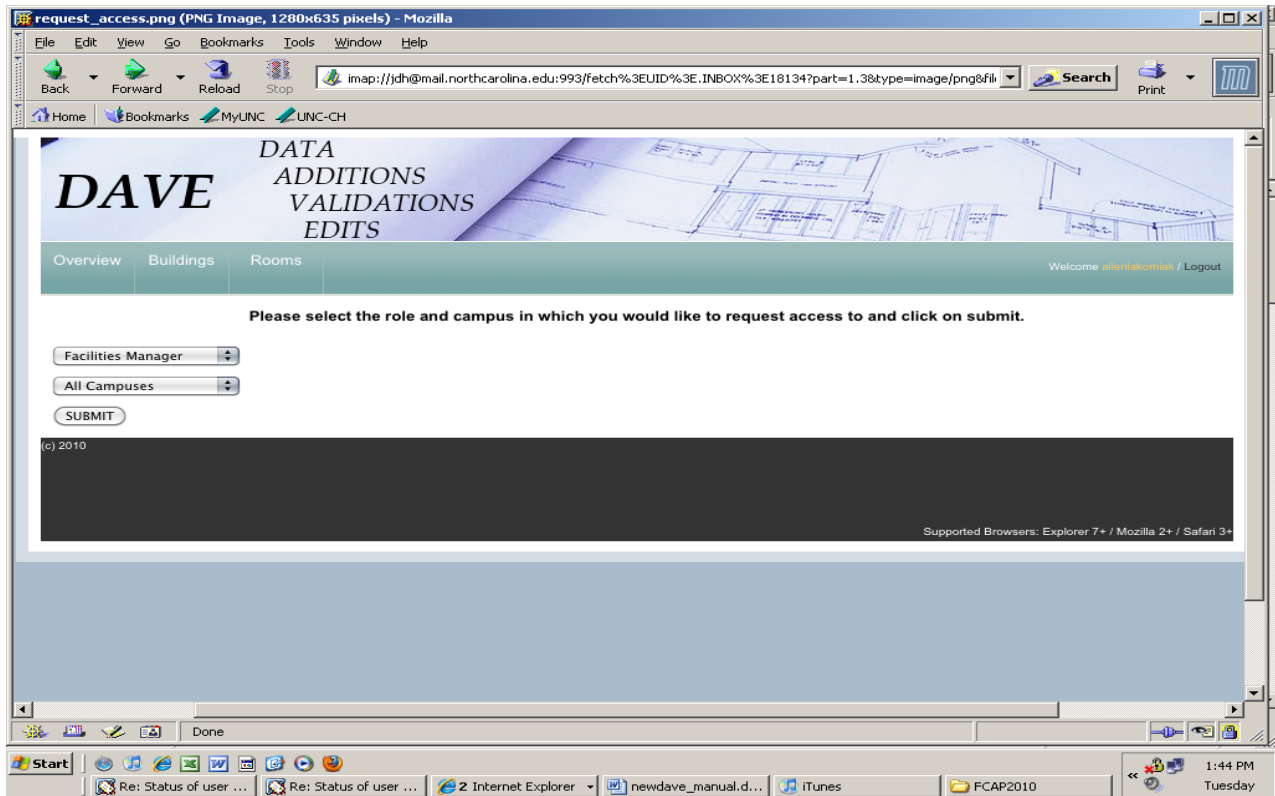 request_access.png (PNG Image, 1280x635 pixels) - Mozilla
File Edit View Go Bookmarks Tools Window Help
Back Forward Reload Stop imap://jdh@mail.northcarolina.edu:993/fetch%3EUID%3E.INBOX%3E18134?part=1.3&type=image/png&fil Search Print
Home Bookmarks MyUNC UNC-CH
DAVE
DATA
ADDITIONS
VALIDATIONS
EDITS
Overview Buildings Rooms Welcome allenlakomiak / Logout
Please select the role and campus in which you would like to request access to and click on submit.
Facilities Manager
All Campuses
SUBMIT
(c) 2010
Supported Browsers: Explorer 7+ / Mozilla 2+ / Safari 3+
Done
Start 1:44 PM
Re: Status of user ... Re: Status of user ... 2 Internet Explorer newdave_manual.d... iTunes FCAP2010 Tuesday